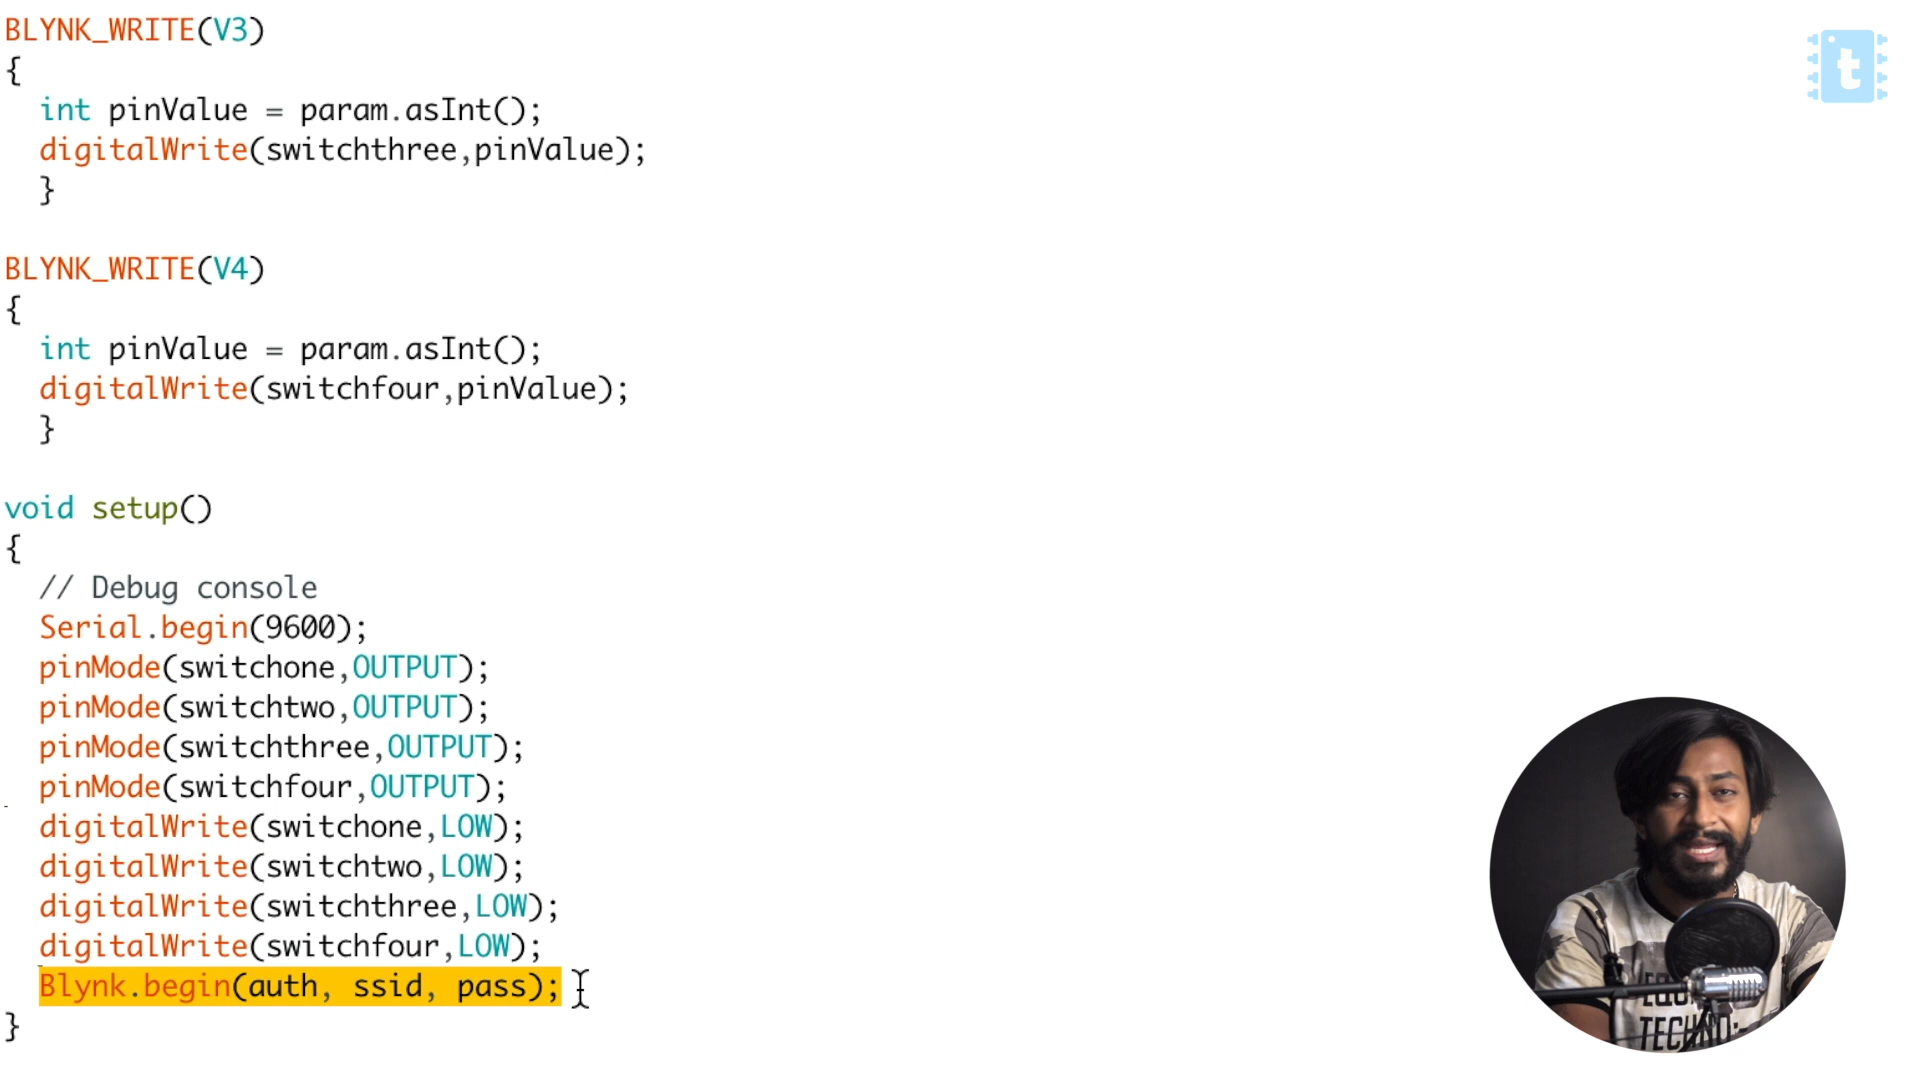 BLYNK_WRITE(V3)
{
int pinValue = param.asInt();
digitalWrite(switchthree,pinValue);
}
BLYNK_WRITE(V4)
{
int pinValue = param.asInt();
digitalWrite(switchfour,pinValue);
}
void setup()
{
// Debug console
Serial.begin(9600);
pinMode(switchone,OUTPUT);
pinMode(switchtwo,OUTPUT);
pinMode(switchthree,OUTPUT);
pinMode(switchfour,OUTPUT);
digitalWrite(switchone,LOW);
digitalWrite(switchtwo,LOW);
digitalWrite(switchthree,LOW);
digitalWrite(switchfour,LOW);
Blynk.begin(auth, ssid, pass);
}
t
TECHNO